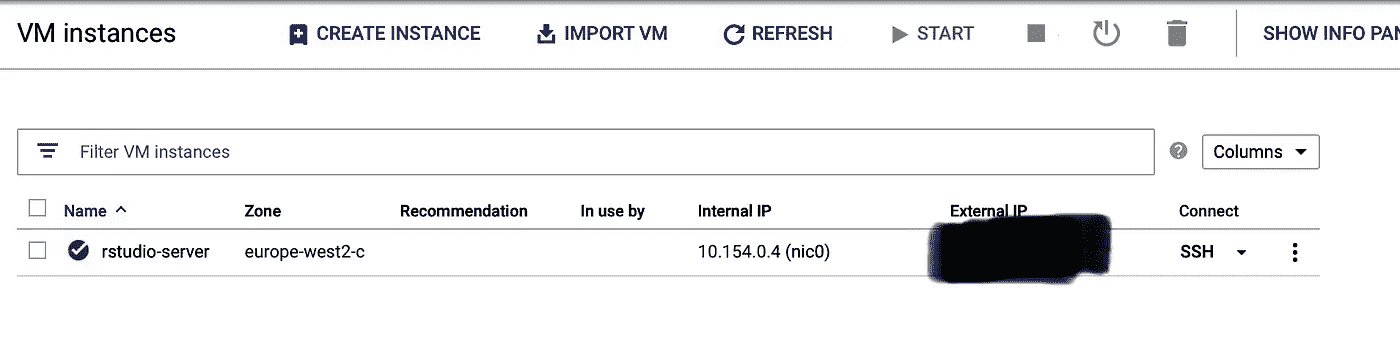 VM instances CREATE INSTANCE IMPORT VM REFRESH START SHOW INFO PAN
Filter VM instances ? Columns
Name Zone Recommendation In use by Internal IP External IP Connect
rstudio-server europe-west2-c 10.154.0.4 (nic0) SSH